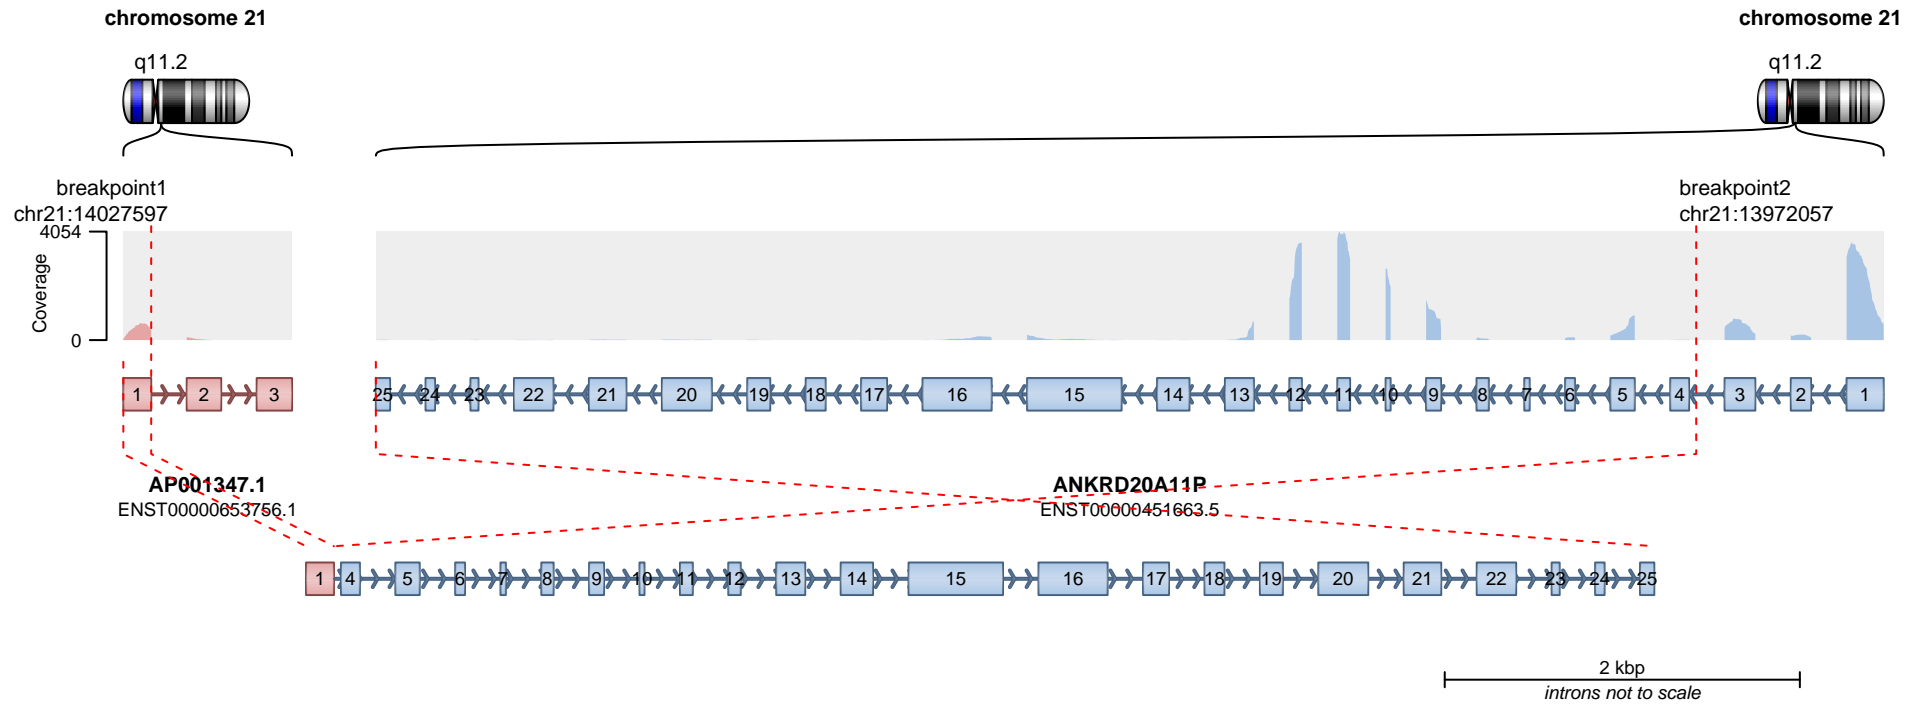 chromosome 21 chromosome 21
q11.2 q11.2
breakpoint1 breakpoint2
chr21:14027597 chr21:13972057
4054
Coverage
0
1 2 3 25 24 23 22 21 20 19 18 17 16 15 14 13 12 11 10 9 8 7 6 5 4 3 2 1
AP001347.1 ANKRD20A11P
ENST00000653756.1 ENST00000451663.5
1 4 5 6 7 8 9 10 11 12 13 14 15 16 17 18 19 20 21 22 23 24 25
2 kbp
introns not to scale